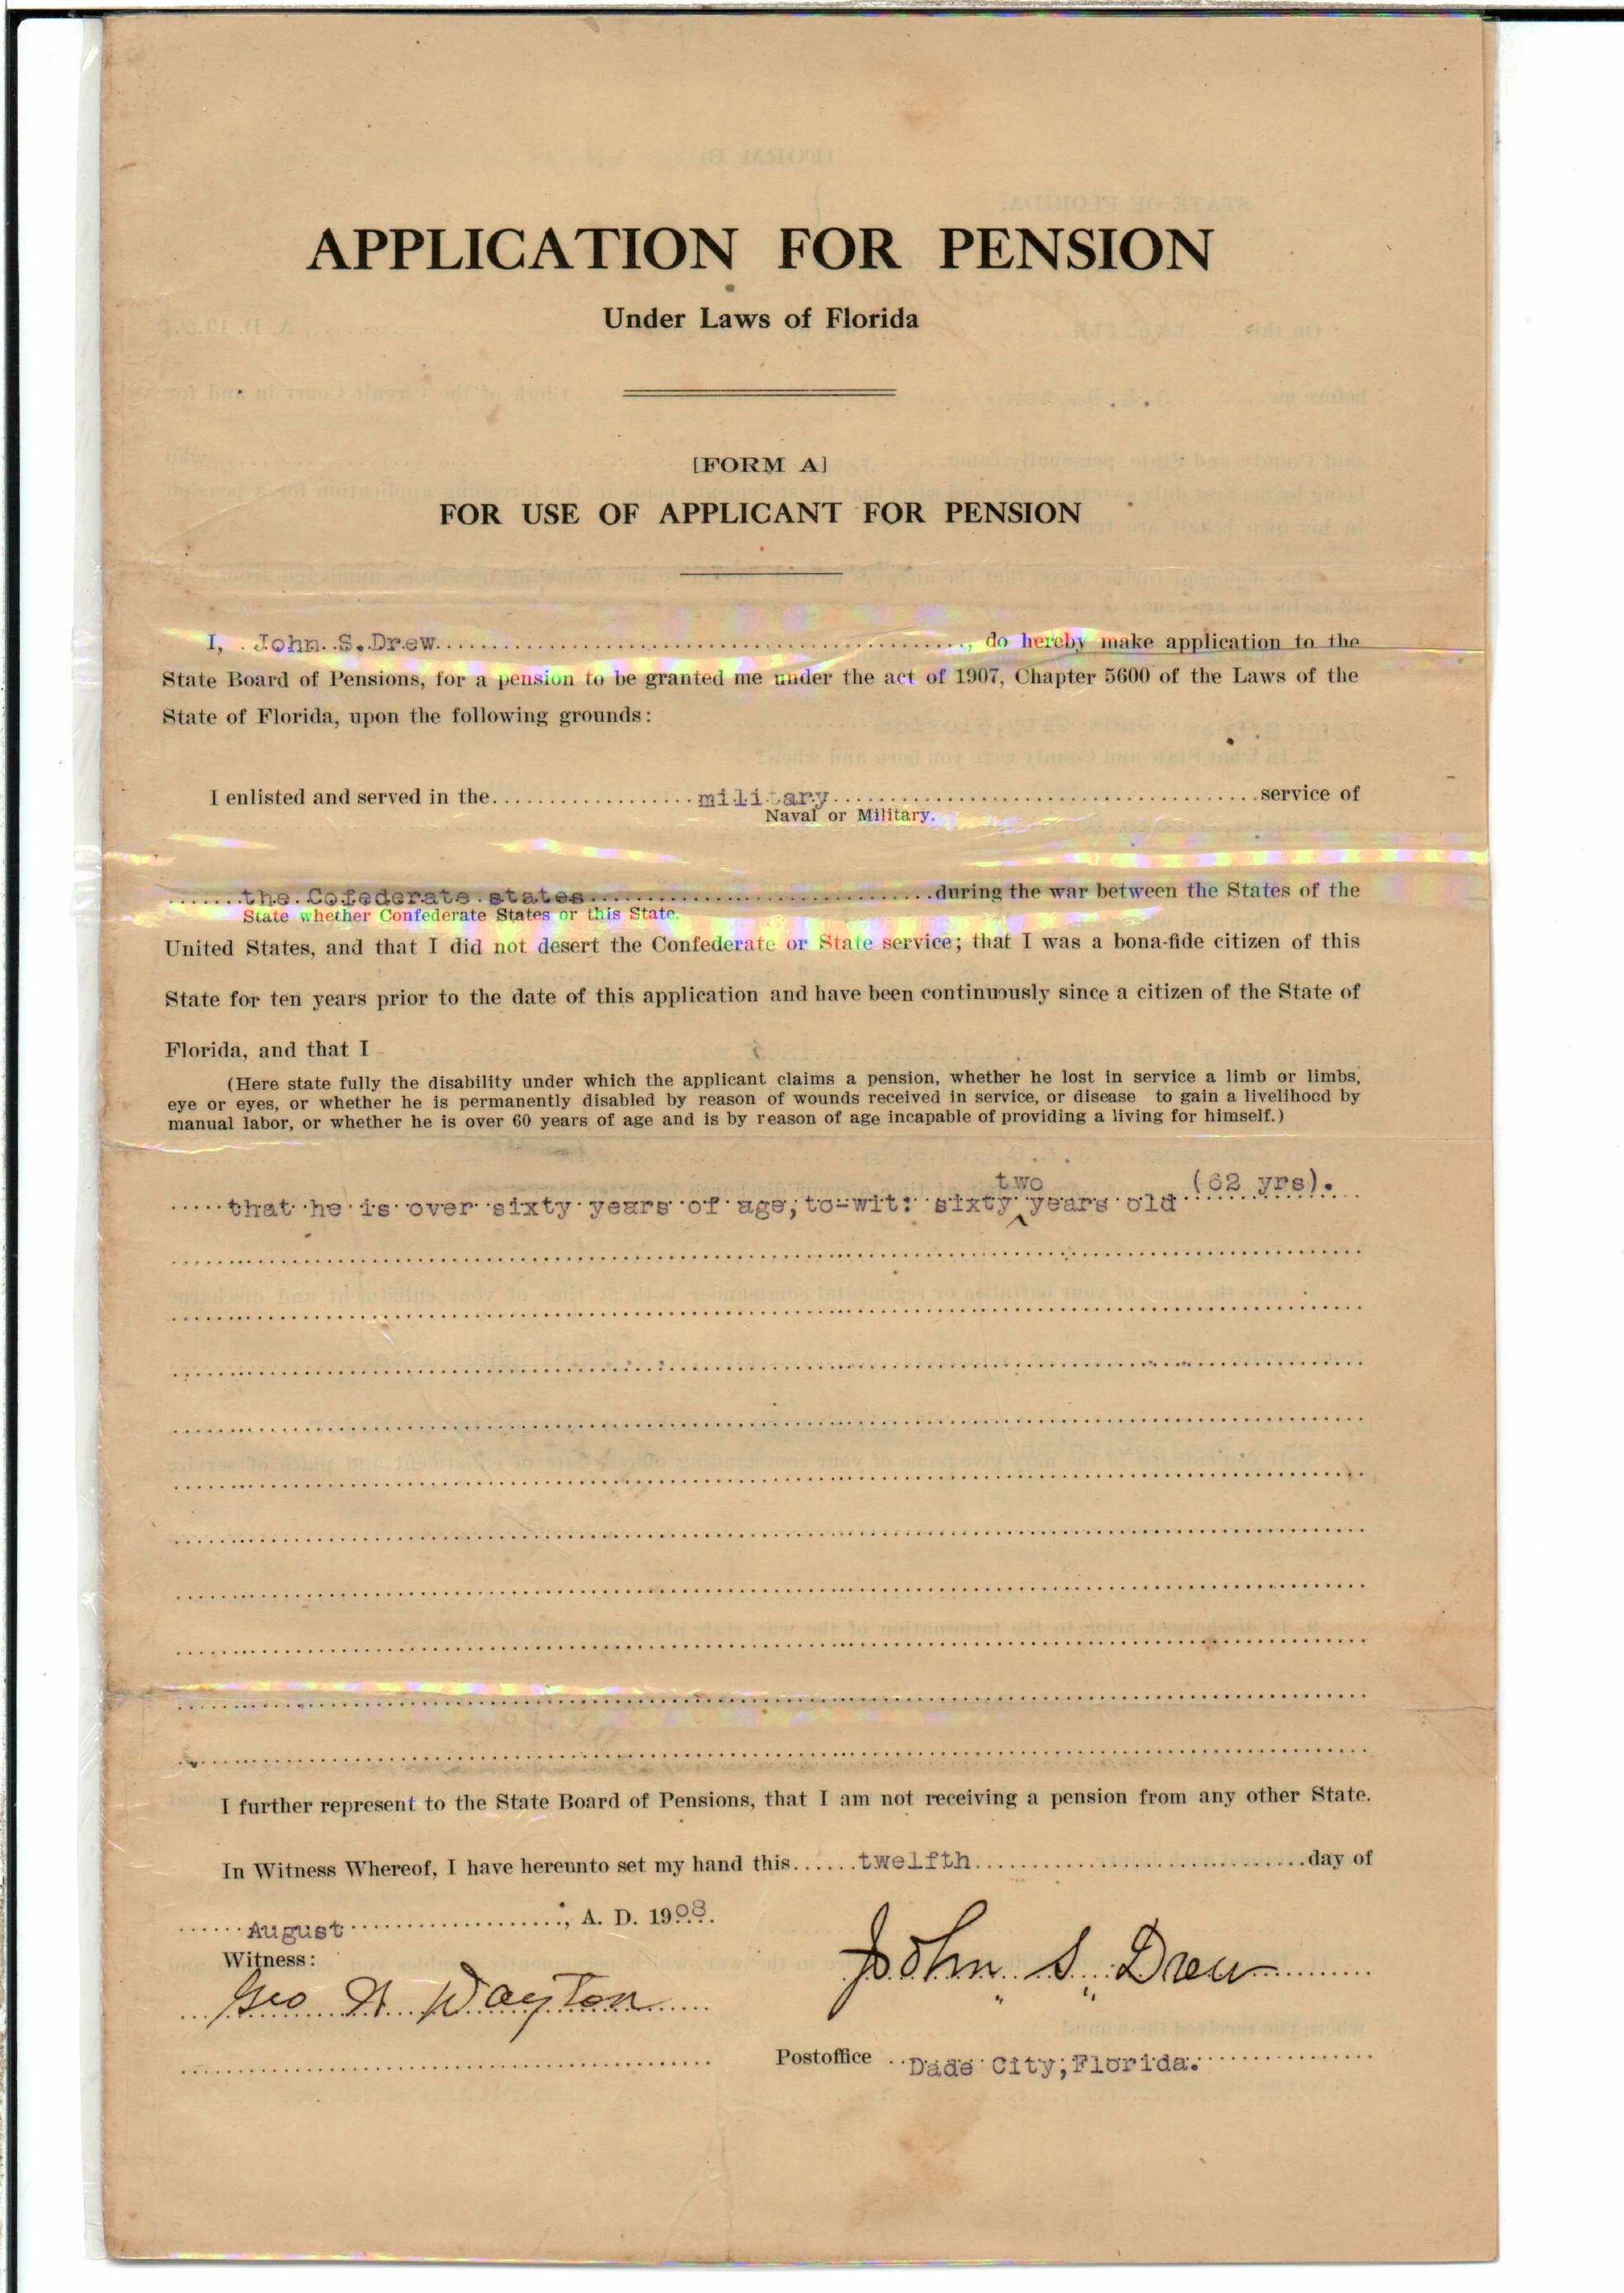 APPLICATION FOR PENSION
Under Laws of Florida
[FORM A]
FOR USE OF APPLICANT FOR PENSION
I, John S. Drew, do hereby make application to the
State Board of Pensions, for a pension to be granted me under the act of 1907, Chapter 5600 of the Laws of the
State of Florida, upon the following grounds:
I enlisted and served in the military service of
Naval or Military.
the Cofederate states during the war between the States of the
State whether Confederate States or this State.
United States, and that I did not desert the Confederate or State service; that I was a bona-fide citizen of this
State for ten years prior to the date of this application and have been continuously since a citizen of the State of
Florida, and that I
(Here state fully the disability under which the applicant claims a pension, whether he lost in service a limb or limbs,
eye or eyes, or whether he is permanently disabled by reason of wounds received in service, or disease to gain a livelihood by
manual labor, or whether he is over 60 years of age and is by reason of age incapable of providing a living for himself.)
that he is over sixty years of age, to-wit: sixty two years old (62 yrs).
I further represent to the State Board of Pensions, that I am not receiving a pension from any other State.
In Witness Whereof, I have hereunto set my hand this twelfth day of
August, A. D. 1908.
Witness:
John S. Drew
Geo W. Dayton
Postoffice Dade City, Florida.